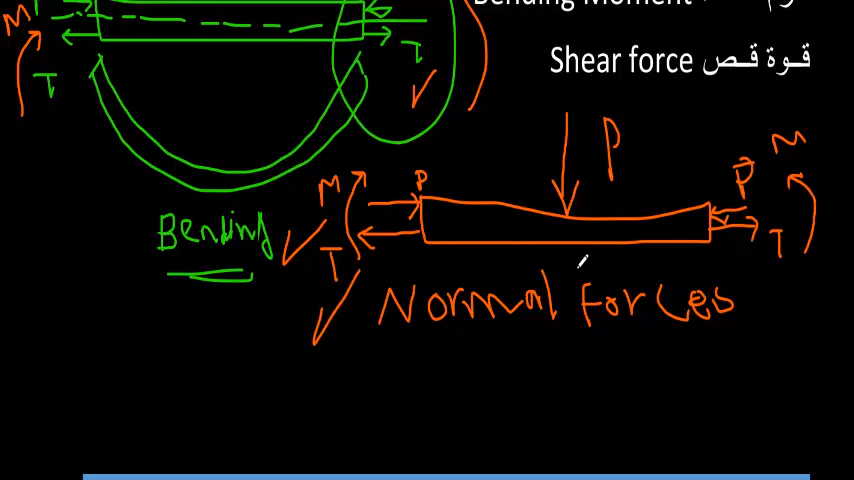 Bending Moment
Shear force قوة قص
M
T
T
P
M
P
P
M
Bending
T
T
Normal Forces